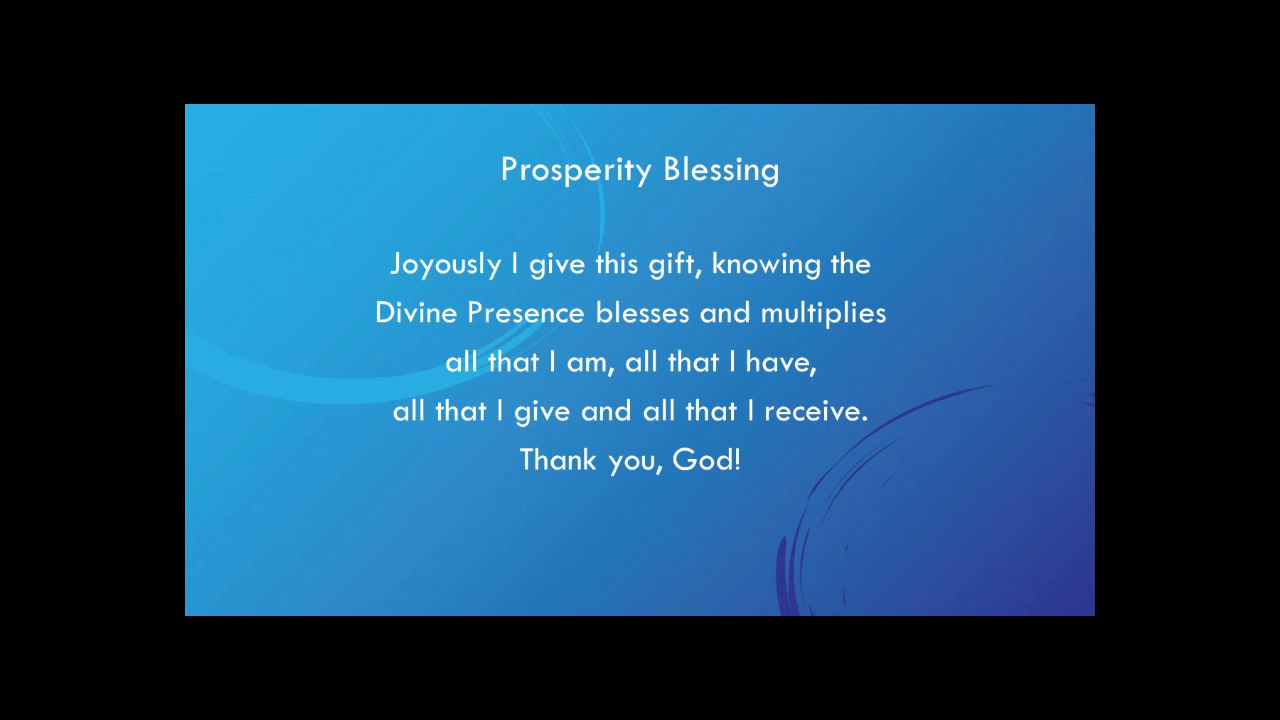 Prosperity Blessing
Joyously I give this gift, knowing the
Divine Presence blesses and multiplies
all that I am, all that I have,
all that I give and all that I receive.
Thank you, God!